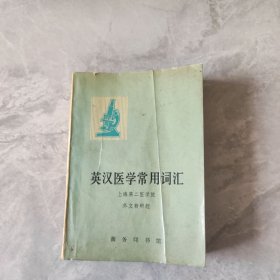 英汉医学常用词汇
上海第二医学院
外文教研组
商务印书馆